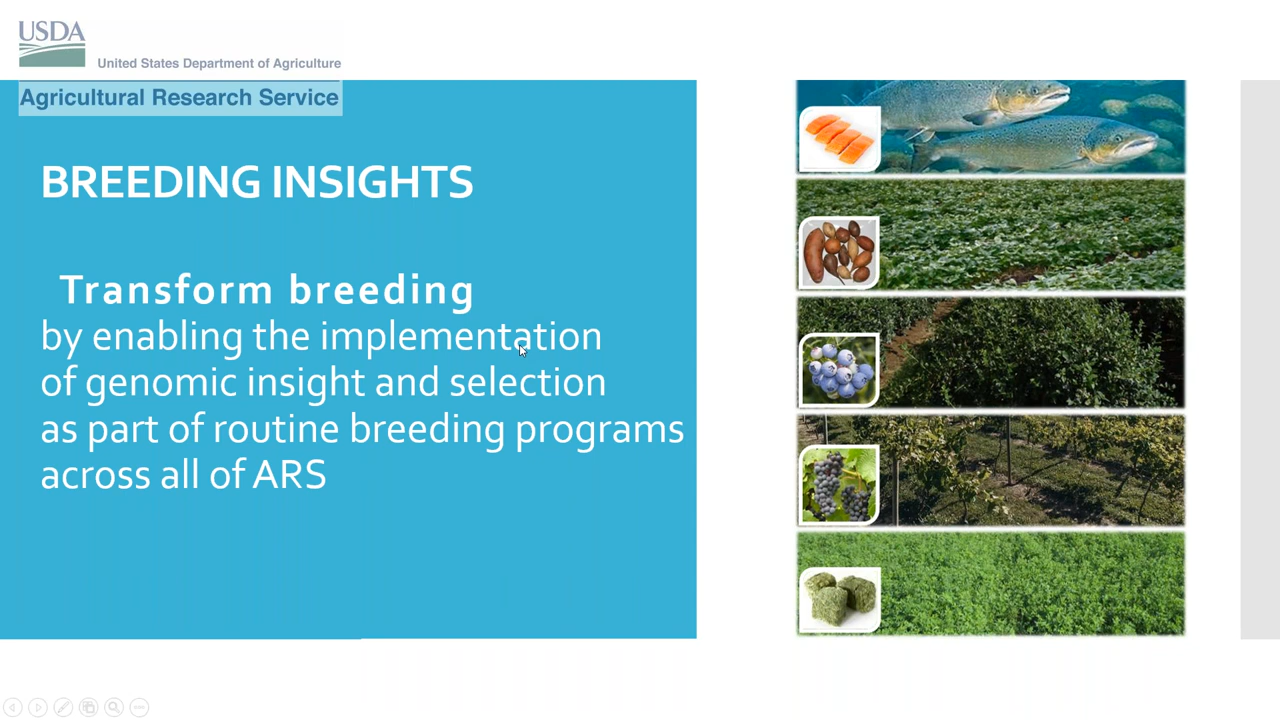 USDA
United States Department of Agriculture
Agricultural Research Service
BREEDING INSIGHTS
Transform breeding
by enabling the implementation
of genomic insight and selection
as part of routine breeding programs
across all of ARS